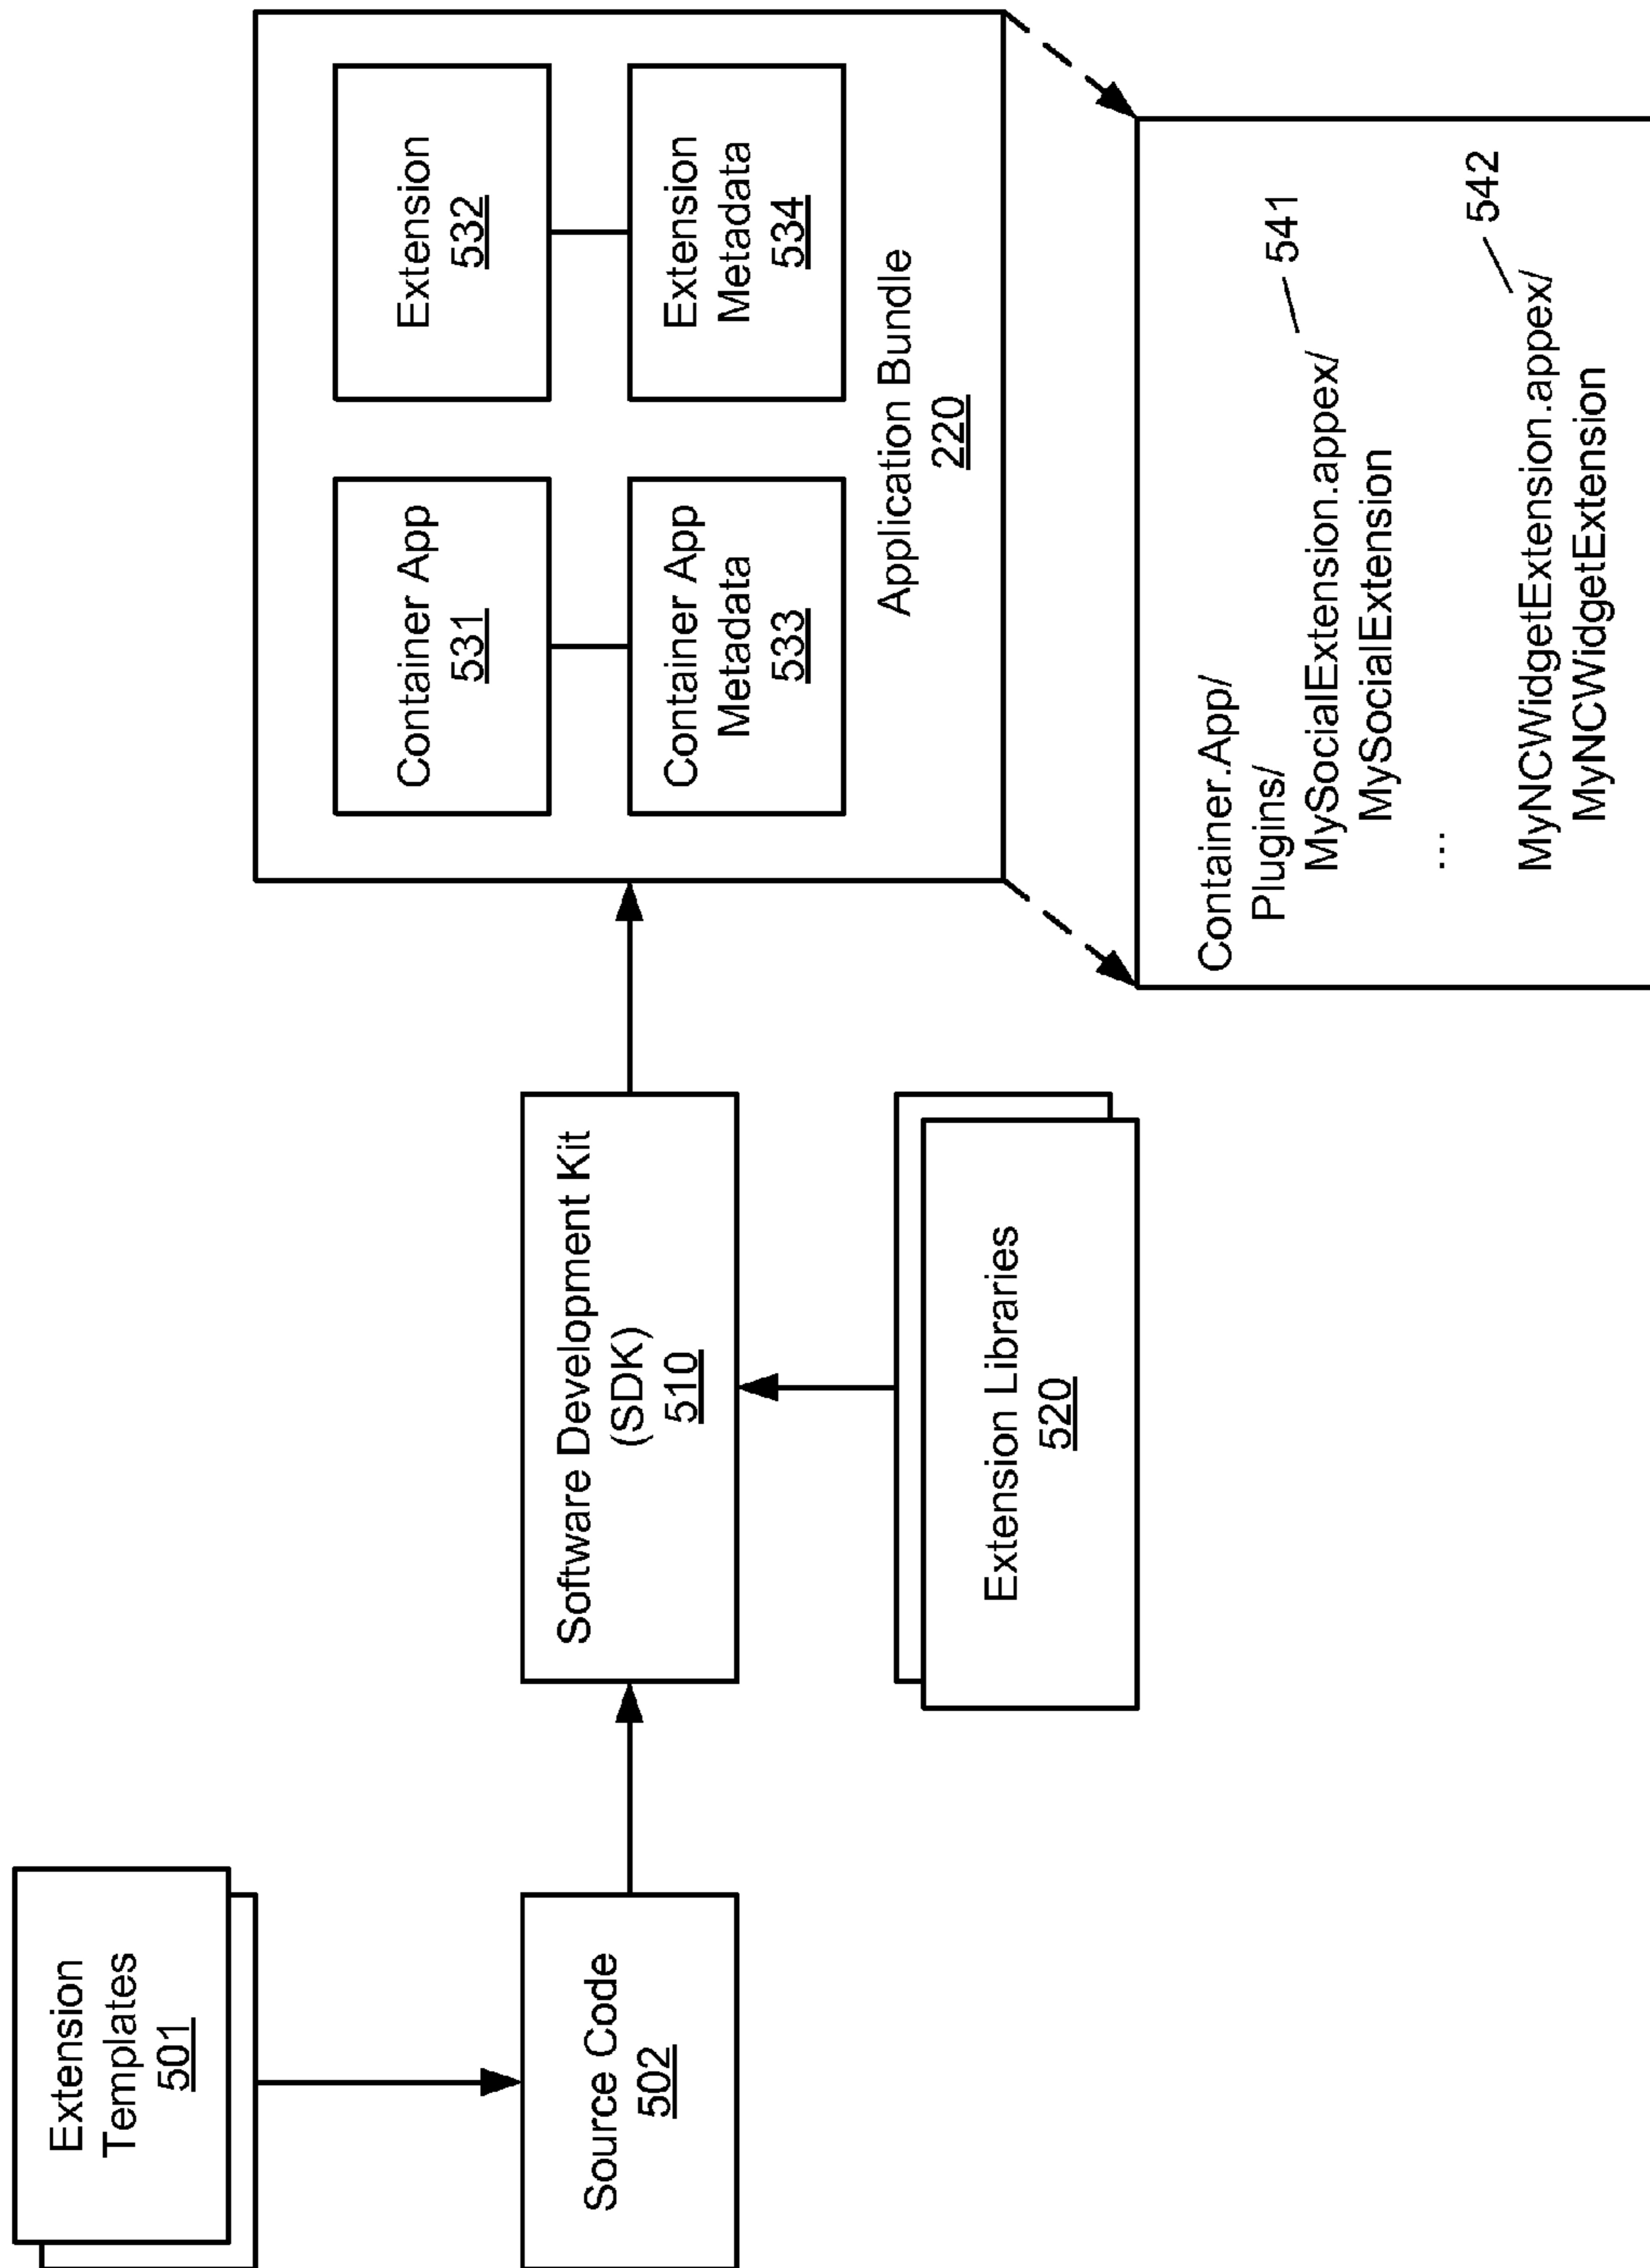 Extension
Templates
501
Source Code
502
Software Development Kit
(SDK)
510
Extension Libraries
520
Container App
531
Extension
532
Container App
Metadata
533
Extension
Metadata
534
Application Bundle
220
Container.App/
Plugins/
MySocialExtension.appex/ 541
MySocialExtension
...
MyNCWidgetExtension.appex/ 542
MyNCWidgetExtension